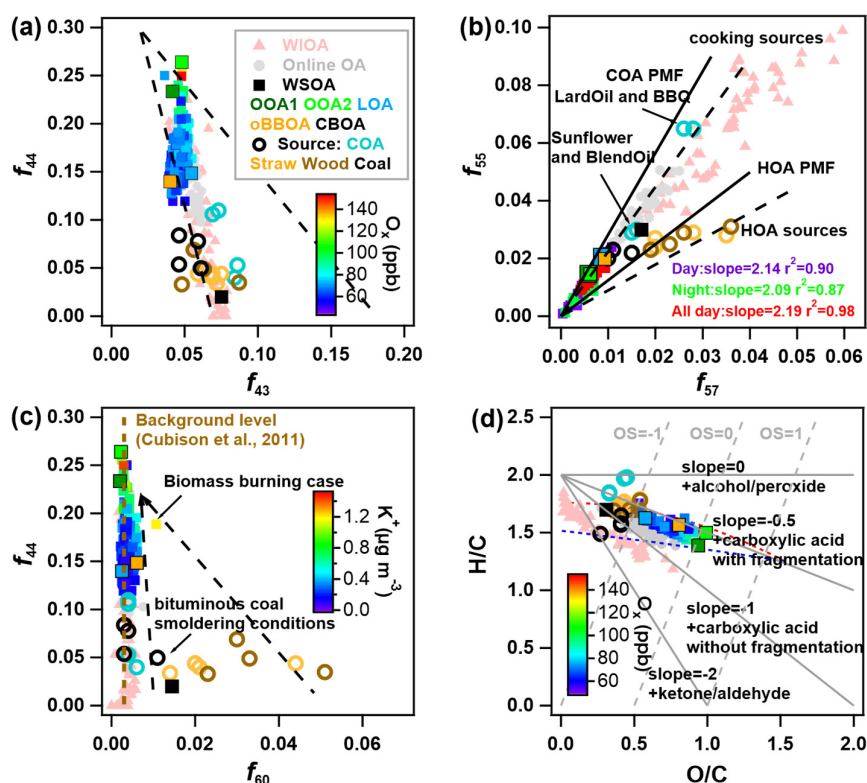 (a)
0.30
0.25
0.20
0.15
0.10
0.05
0.00
f44
WIOA
Online OA
WSOA
OOA1 OOA2 LOA
oBBOA CBOA
Source: COA
Straw Wood Coal
140
120
100
80
60
Ox (ppb)
0.00 0.05 0.10 0.15 0.20
f43
(b)
0.10
0.08
0.06
0.04
0.02
0.00
f55
cooking sources
COA PMF
LardOil and BBQ
Sunflower
and BlendOil
HOA PMF
HOA sources
Day:slope=2.14 r2=0.90
Night:slope=2.09 r2=0.87
All day:slope=2.19 r2=0.98
0.00 0.01 0.02 0.03 0.04 0.05 0.06
f57
(c)
0.30
0.25
0.20
0.15
0.10
0.05
0.00
f44
Background level
(Cubison et al., 2011)
Biomass burning case
1.2
0.8
0.4
0.0
K+ (μg m−3)
bituminous coal
smoldering conditions
0.00 0.02 0.04 0.06
f60
(d)
2.5
2.0
1.5
1.0
0.5
0.0
H/C
OS=-1 OS=0 OS=1
slope=0
+alcohol/peroxide
slope=-0.5
+carboxylic acid
with fragmentation
slope=-1
+carboxylic acid
without fragmentation
slope=-2
+ketone/aldehyde
140
120
100
80
60
Ox (ppb)
0.0 0.5 1.0 1.5 2.0
O/C